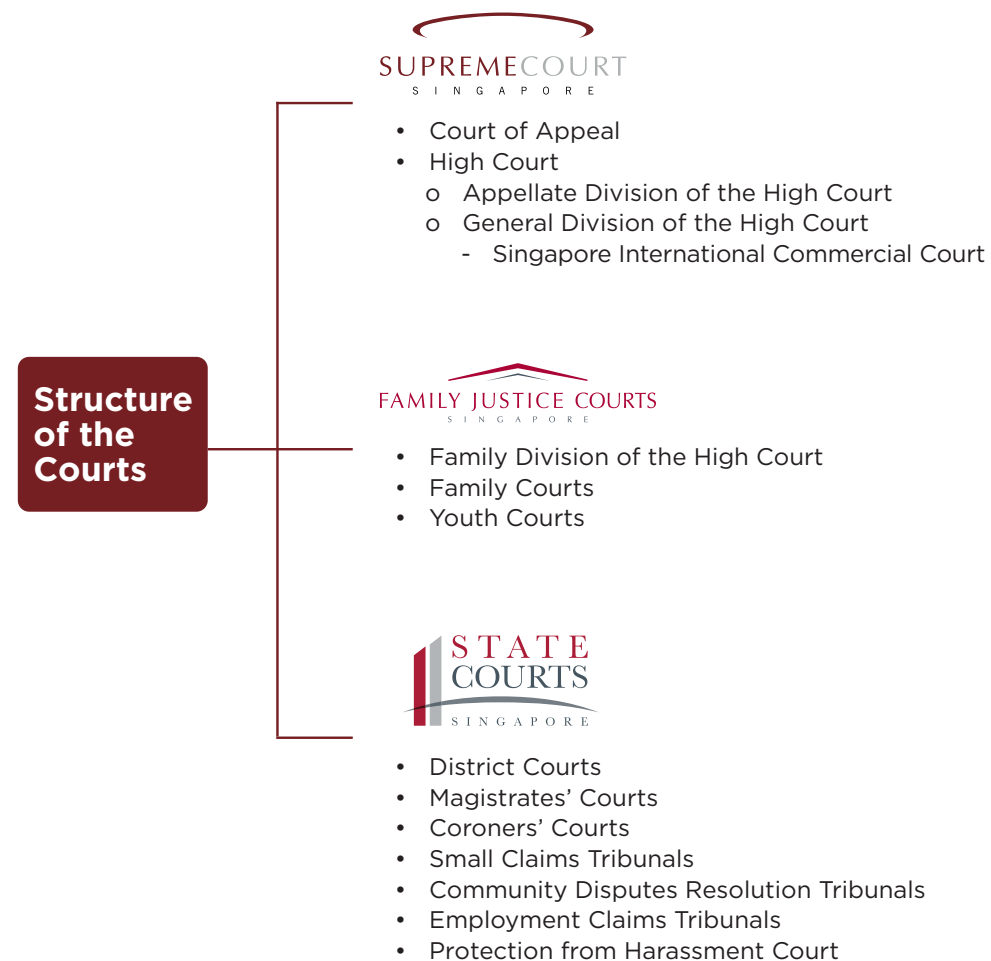 SUPREMECOURT
SINGAPORE
• Court of Appeal
• High Court
o Appellate Division of the High Court
o General Division of the High Court
- Singapore International Commercial Court
Structure
of the
Courts
FAMILY JUSTICE COURTS
SINGAPORE
• Family Division of the High Court
• Family Courts
• Youth Courts
STATE
COURTS
SINGAPORE
• District Courts
• Magistrates’ Courts
• Coroners’ Courts
• Small Claims Tribunals
• Community Disputes Resolution Tribunals
• Employment Claims Tribunals
• Protection from Harassment Court